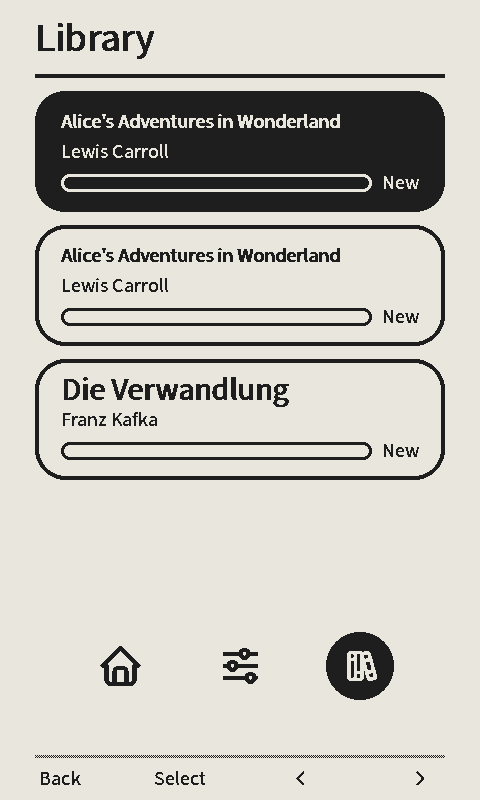 Library
Alice's Adventures in Wonderland
Lewis Carroll
New
Alice's Adventures in Wonderland
Lewis Carroll
New
Die Verwandlung
Franz Kafka
New
Back Select < >